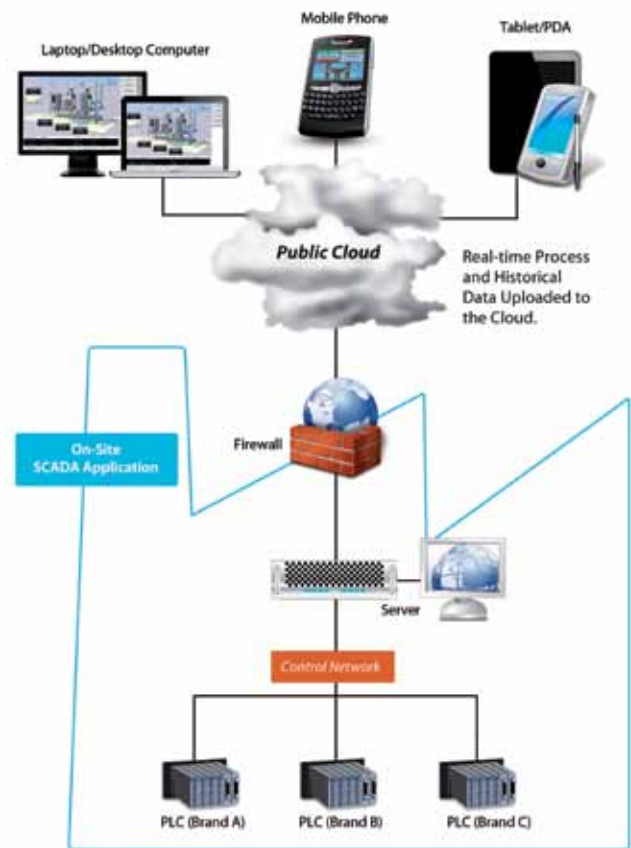 Mobile Phone
Laptop/Desktop Computer
Tablet/PDA
Public Cloud
Real-time Process
and Historical
Data Uploaded to
the Cloud.
On-Site
SCADA Application
Firewall
Server
Control Network
PLC (Brand A)
PLC (Brand B)
PLC (Brand C)